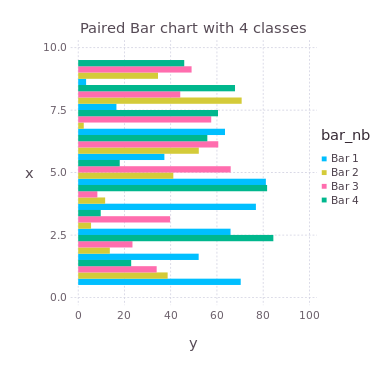 Paired Bar chart with 4 classes
10.0
7.5
5.0
2.5
0.0
x
0 20 40 60 80 100
y
bar_nb
Bar 1
Bar 2
Bar 3
Bar 4